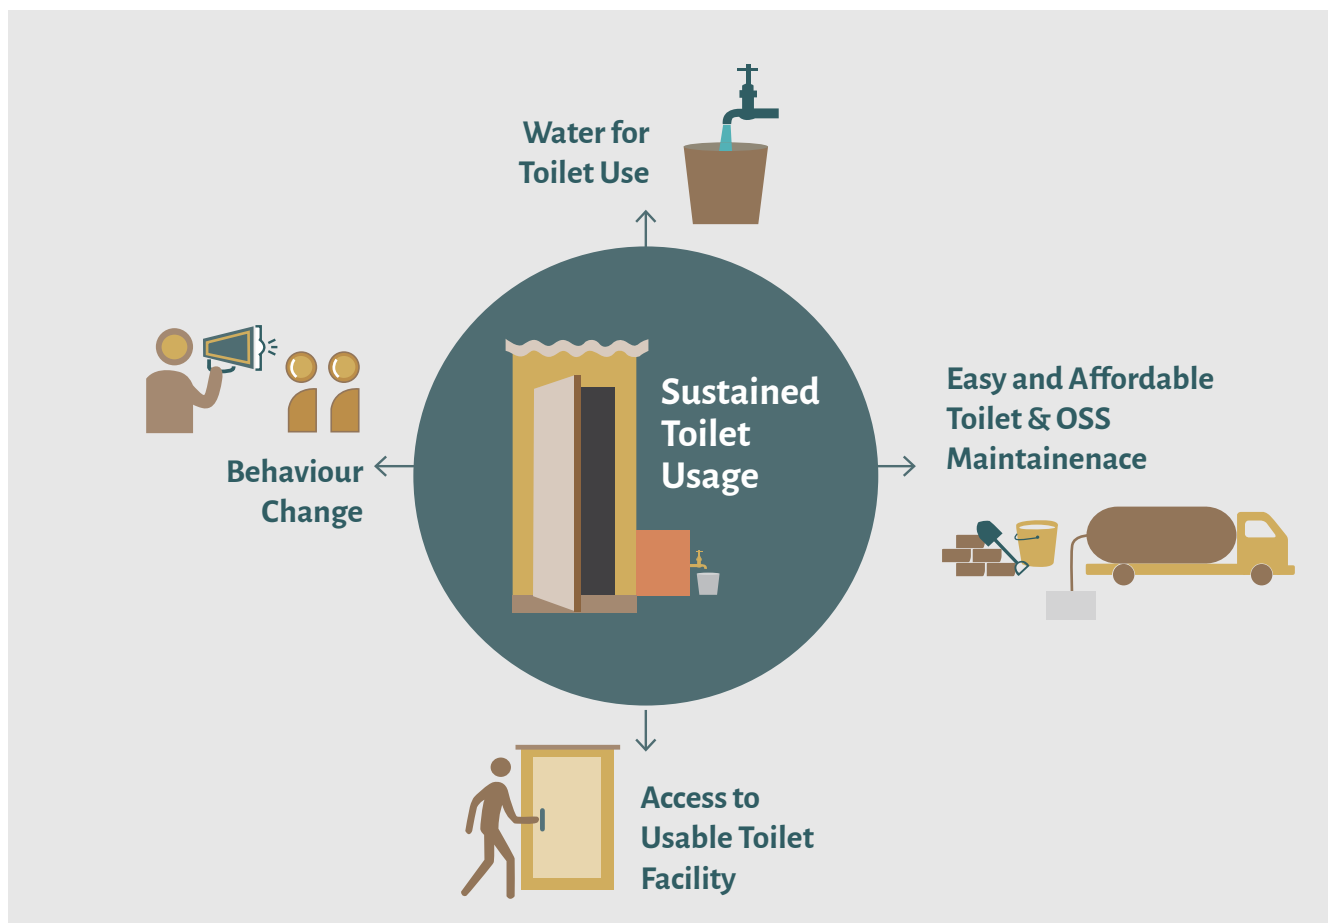 Water for
Toilet Use
Sustained
Toilet
Usage
Easy and Affordable
Toilet & OSS
Maintainenace
Behaviour
Change
Access to
Usable Toilet
Facility